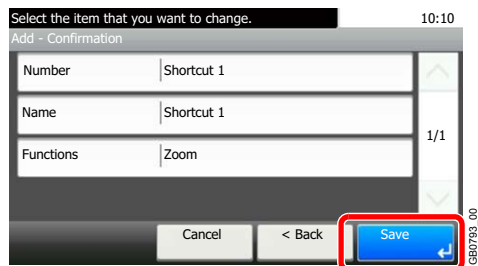 Select the item that you want to change.
10:10
Add - Confirmation
Number Shortcut 1
Name Shortcut 1
1/1
Functions Zoom
Cancel < Back Save
GB0793_00